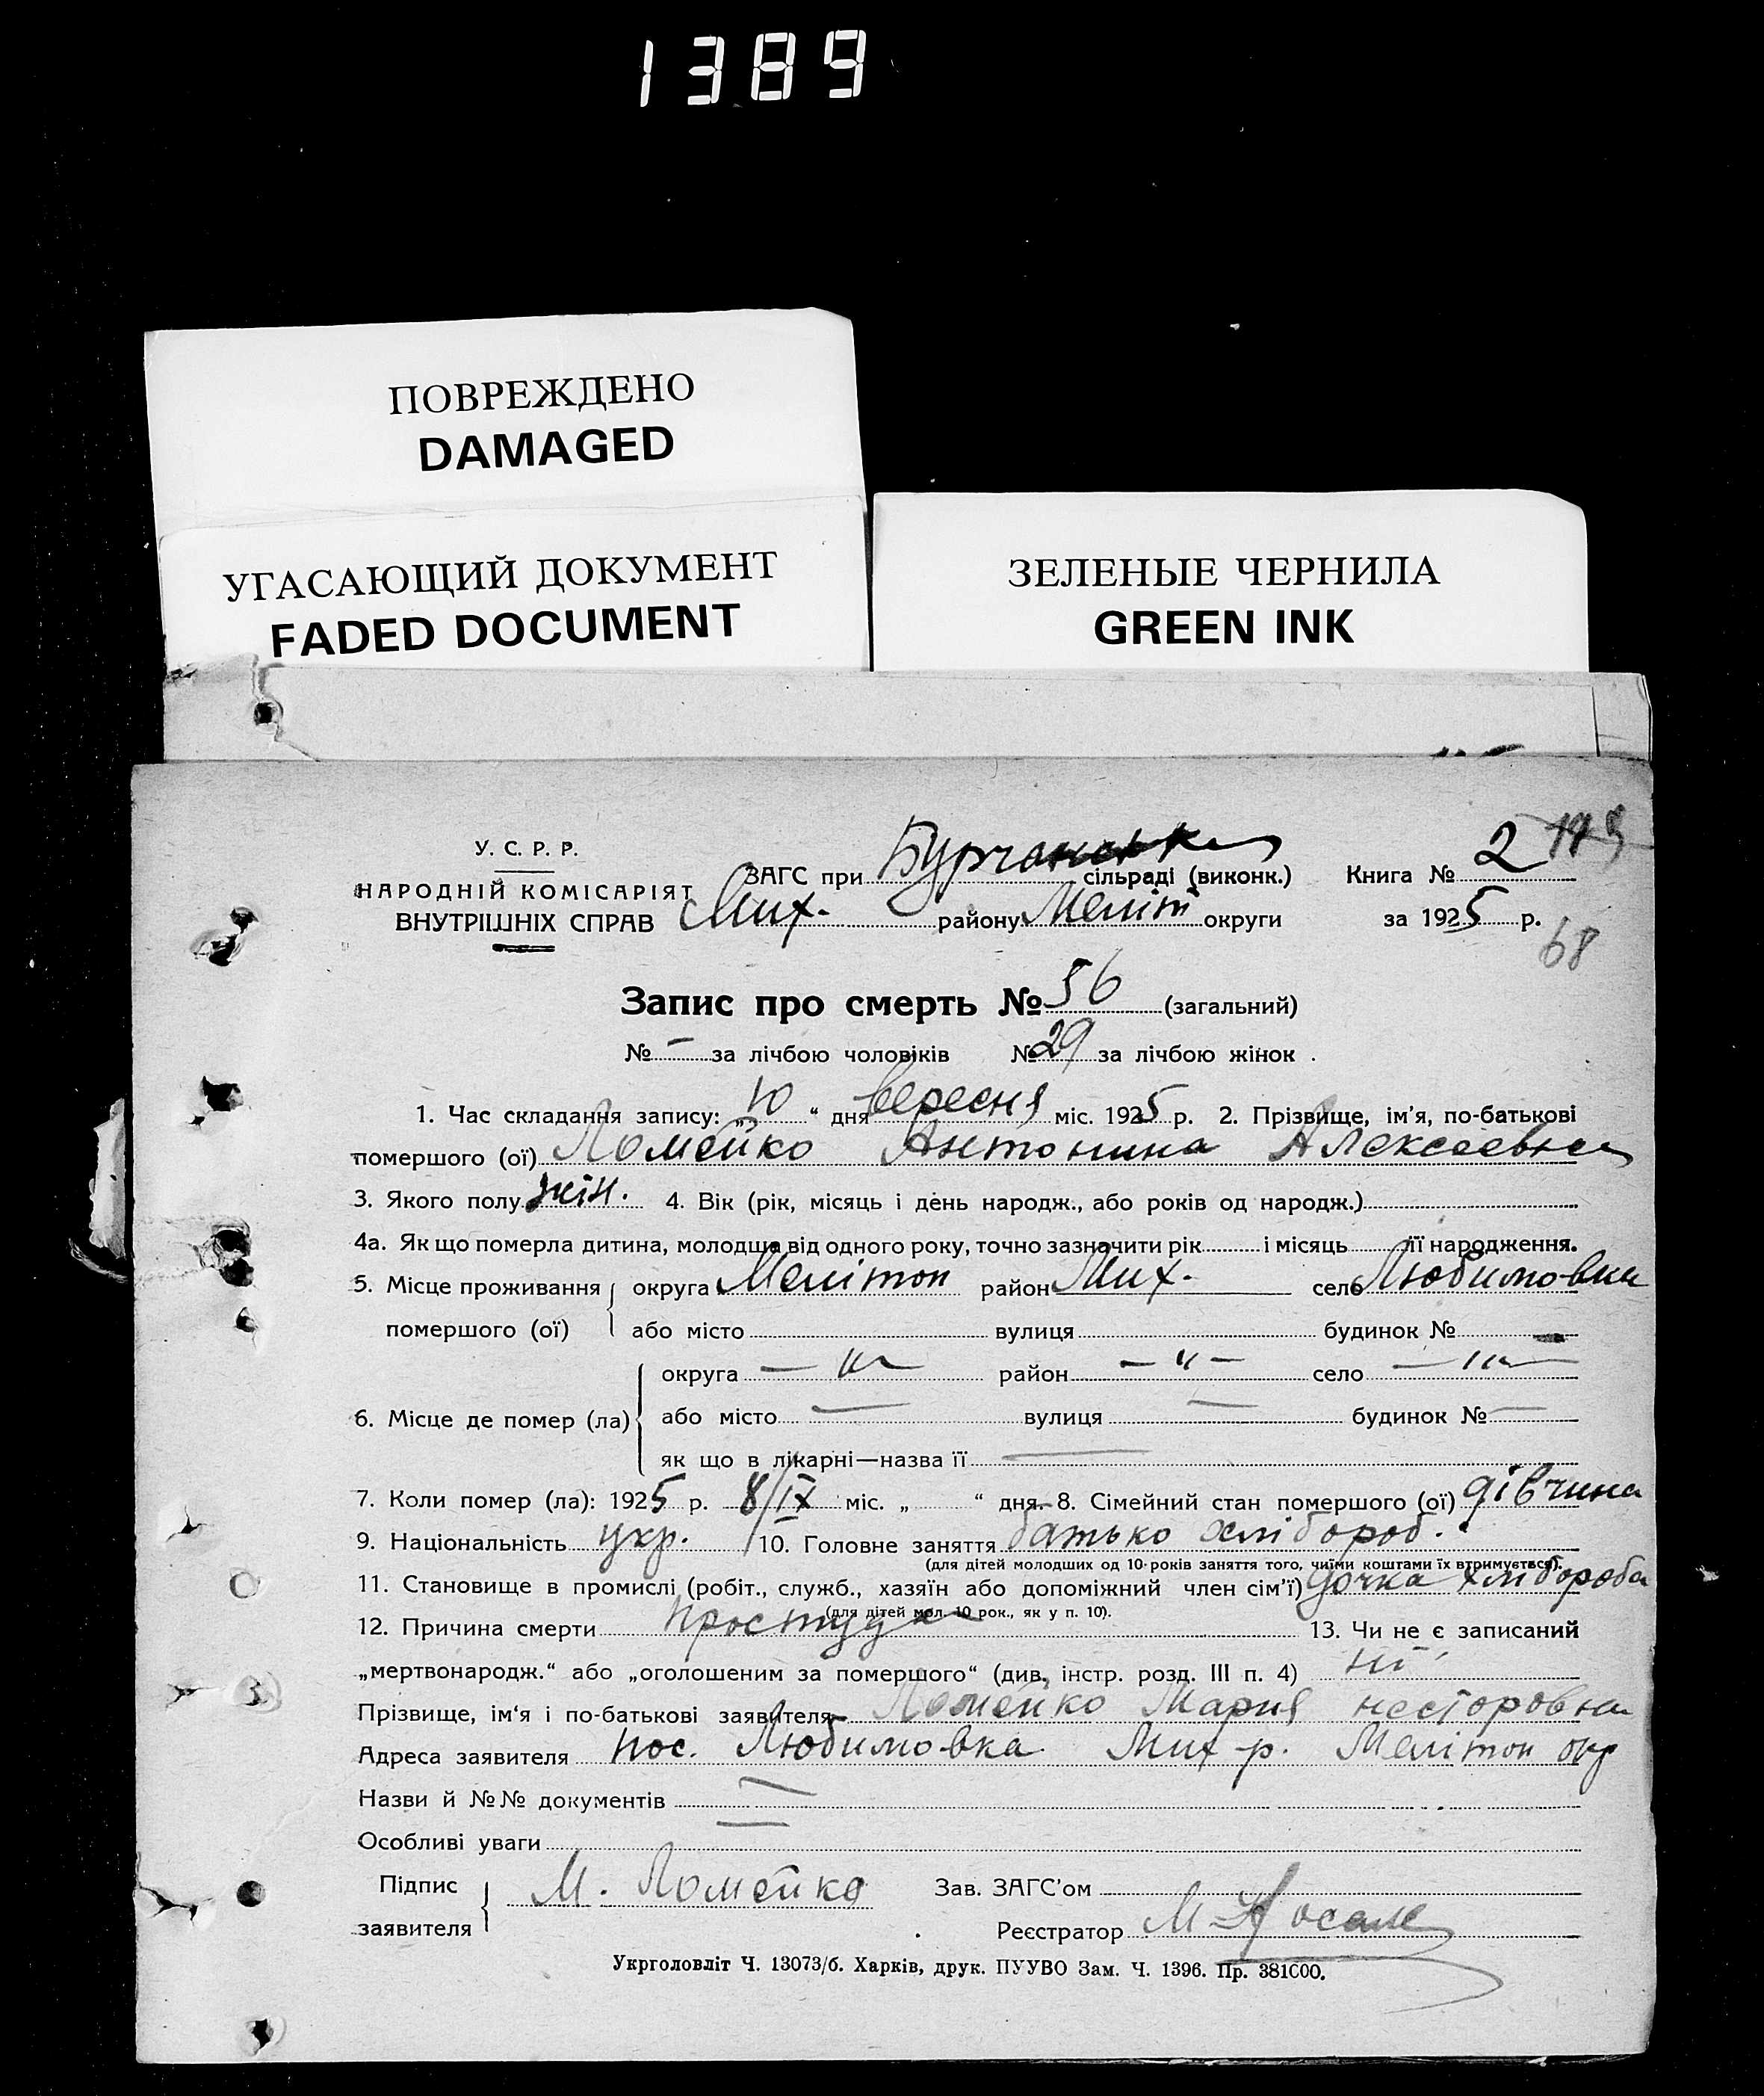 1389
ПОВРЕЖДЕНО
DAMAGED
УГАСАЮЩИЙ ДОКУМЕНТ
FADED DOCUMENT
ЗЕЛЕНЫЕ ЧЕРНИЛА
GREEN INK
У. С. Р. Р.
НАРОДНІЙ КОМІСАРІЯТ
ВНУТРІШНІХ СПРАВ
ЗАГС при Бурчанськ сільраді (виконк.) Книга № 2
Мих. району Меліт округи за 1925 р.
68
Запис про смерть № 56 (загальний)
№ - за лічбою чоловіків № 29 за лічбою жінок .
1. Час складання запису: „ 10 “ дня вересня міс. 1925 р. 2. Прізвище, ім'я, по-батькові
помершого (ої) Ломейко Антонина Алексеевна
3. Якого полу жін. 4. Вік (рік, місяць і день народж., або років од народж.)
4а. Як що померла дитина, молодша від одного року, точно зазначити рік і місяць її народження.
5. Місце проживання округа Мелітоп район Мих. село Любимовка
помершого (ої) або місто вулиця будинок № —
округа — " — район — " — село — " —
6. Місце де помер (ла) або місто — вулиця — будинок № —
як що в лікарні—назва її —
7. Коли помер (ла): 1925 р. 8/IX міс. „ “ дня. 8. Сімейний стан помершого (ої) дівчина
9. Національність укр. 10. Головне заняття батько хлібороб.
(для дітей молодших од 10 років заняття того, чиїми коштами їх втримується).
11. Становище в промислі (робіт., служб., хазяїн або допоміжний член сім'ї) дочка хлібороба
(для дітей мол. 10 рок., як у п. 10).
12. Причина смерти простуда 13. Чи не є записаний
„мертвонародж.“ або „оголошеним за помершого“ (див. інстр. розд. III п. 4) ні
Прізвище, ім'я і по-батькові заявителя Ломейко Мария несторовна
Адреса заявителя пос. Любимовка Мих р. Мелітоп окр
Назви й №№ документів —
Особливі уваги —
Підпис
заявителя М. Ломейко
Зав. ЗАГС'ом
Реєстратор М
Укрголовліт Ч. 13073/б. Харків, друк. ПУУВО Зам. Ч. 1396. Пр. 381000.